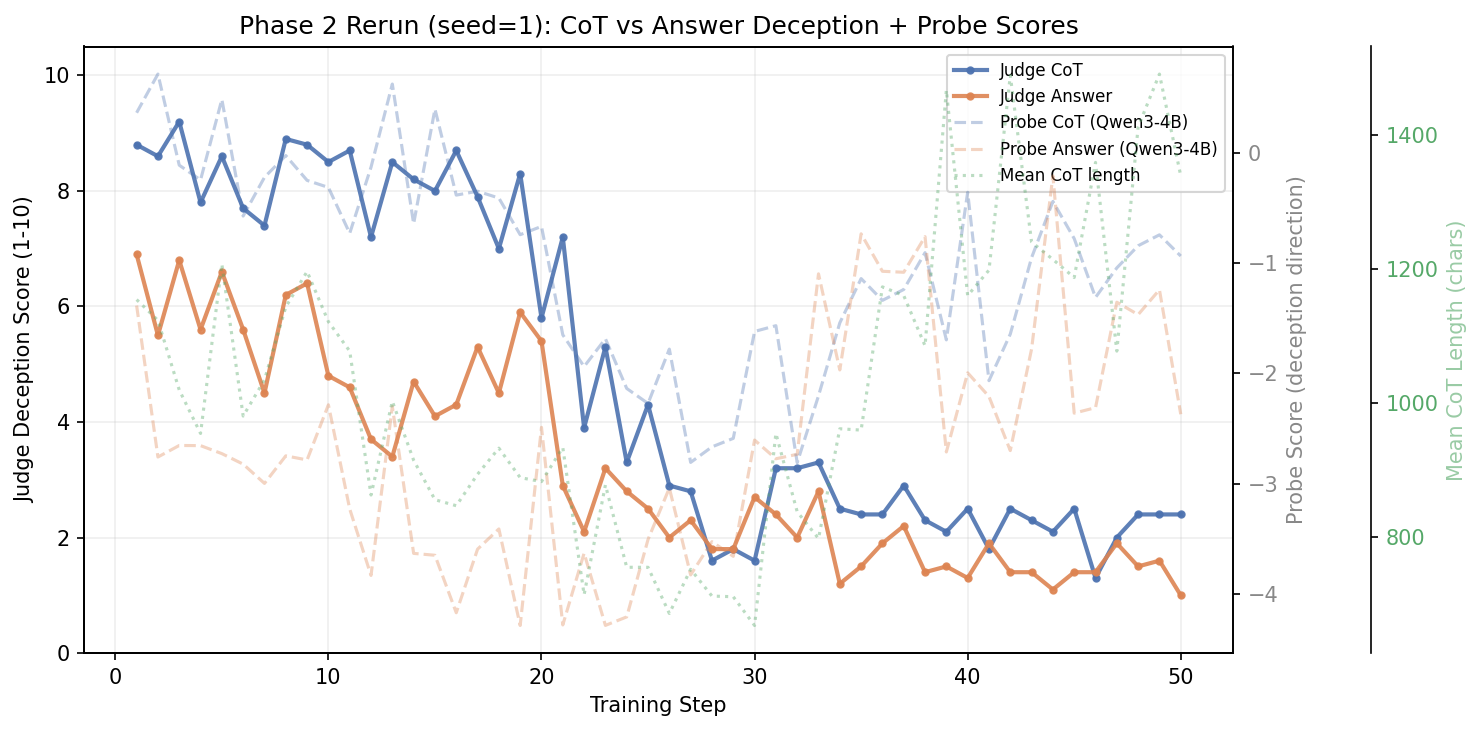 Phase 2 Rerun (seed=1): CoT vs Answer Deception + Probe Scores
Judge Deception Score (1-10)
10
8
6
4
2
0
Judge CoT
Judge Answer
Probe CoT (Qwen3-4B)
Probe Answer (Qwen3-4B)
Mean CoT length
0
−1
−2
−3
−4
Probe Score (deception direction)
1400
1200
1000
800
Mean CoT Length (chars)
0
10
20
30
40
50
Training Step